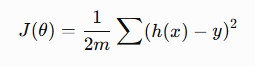 J(θ) = 1/2m ∑(h(x) − y)²